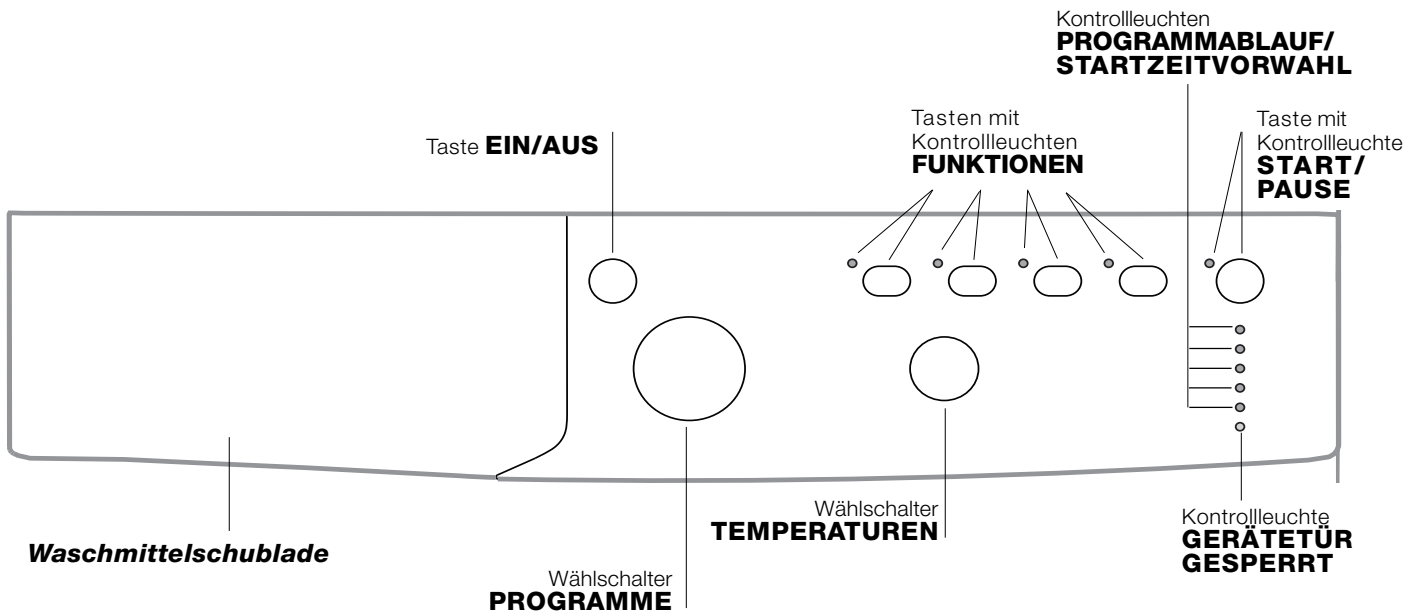 Kontrollleuchten
PROGRAMMABLAUF/
STARTZEITVORWAHL
Taste EIN/AUS
Tasten mit
Kontrollleuchten
FUNKTIONEN
Taste mit
Kontrollleuchte
START/
PAUSE
Waschmittelschublade
Wählschalter
PROGRAMME
Wählschalter
TEMPERATUREN
Kontrollleuchte
GERÄTETÜR
GESPERRT